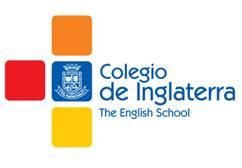 Colegio
de Inglaterra
The English School